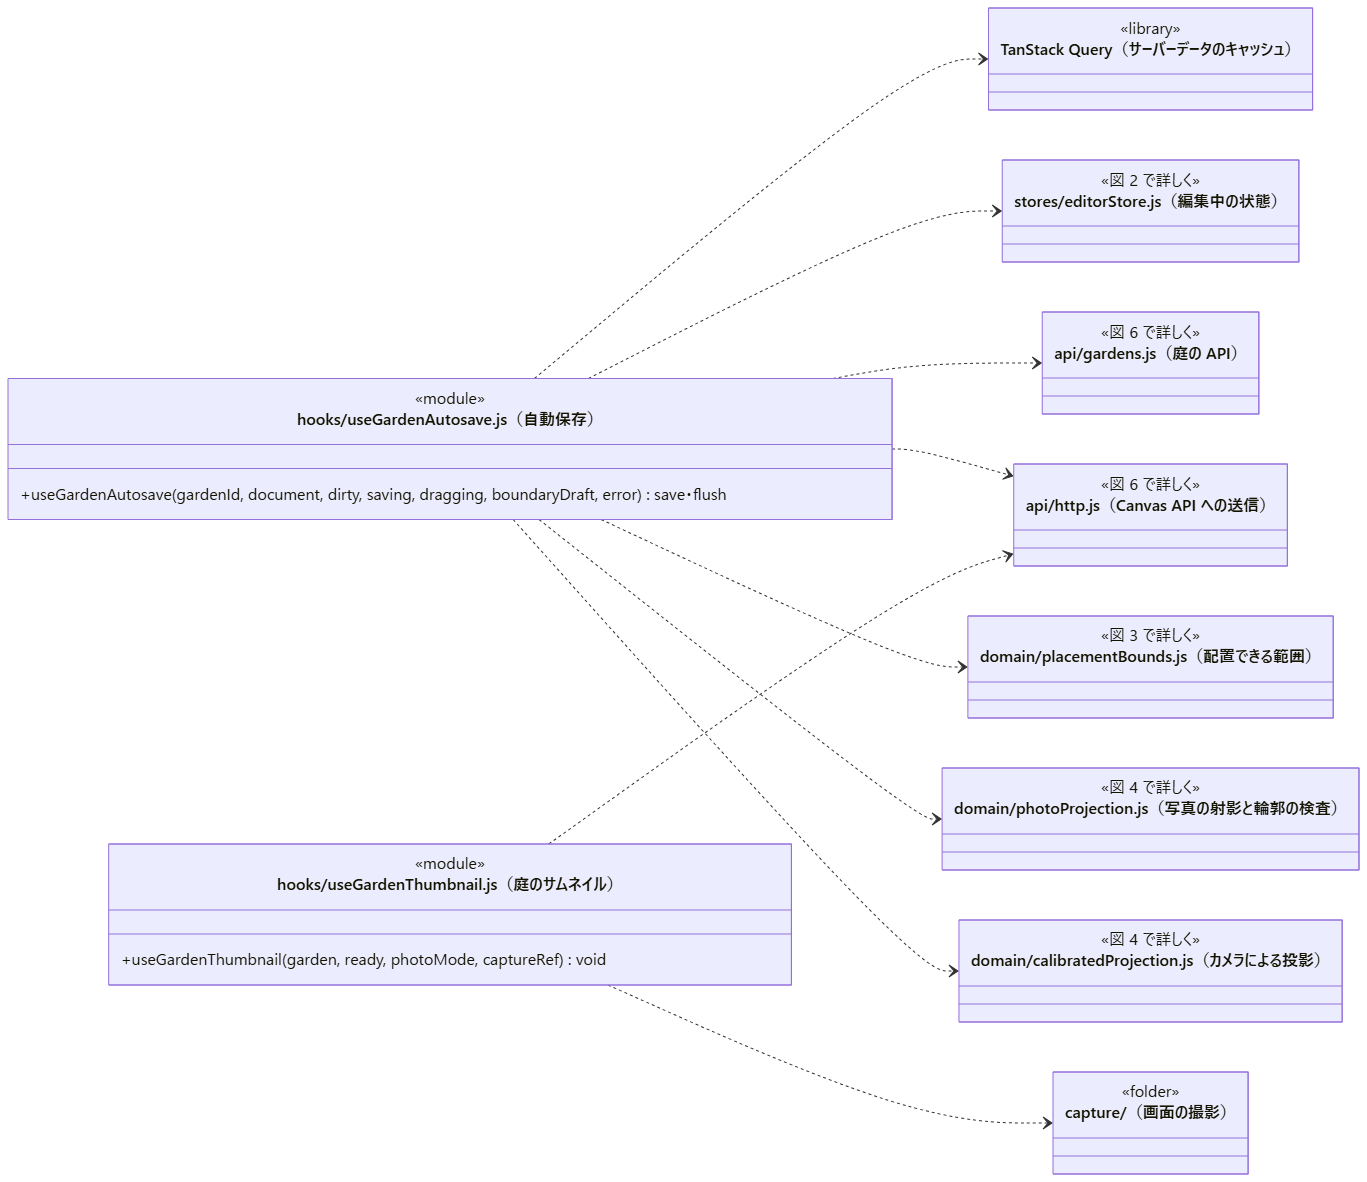 «library»
TanStack Query（サーバーデータのキャッシュ）
«図 2 で詳しく»
stores/editorStore.js（編集中の状態）
«図 6 で詳しく»
api/gardens.js（庭の API）
«module»
hooks/useGardenAutosave.js（自動保存）
+useGardenAutosave(gardenId, document, dirty, saving, dragging, boundaryDraft, error) : save・flush
«図 6 で詳しく»
api/http.js（Canvas API への送信）
«図 3 で詳しく»
domain/placementBounds.js（配置できる範囲）
«図 4 で詳しく»
domain/photoProjection.js（写真の射影と輪郭の検査）
«module»
hooks/useGardenThumbnail.js（庭のサムネイル）
+useGardenThumbnail(garden, ready, photoMode, captureRef) : void
«図 4 で詳しく»
domain/calibratedProjection.js（カメラによる投影）
«folder»
capture/（画面の撮影）